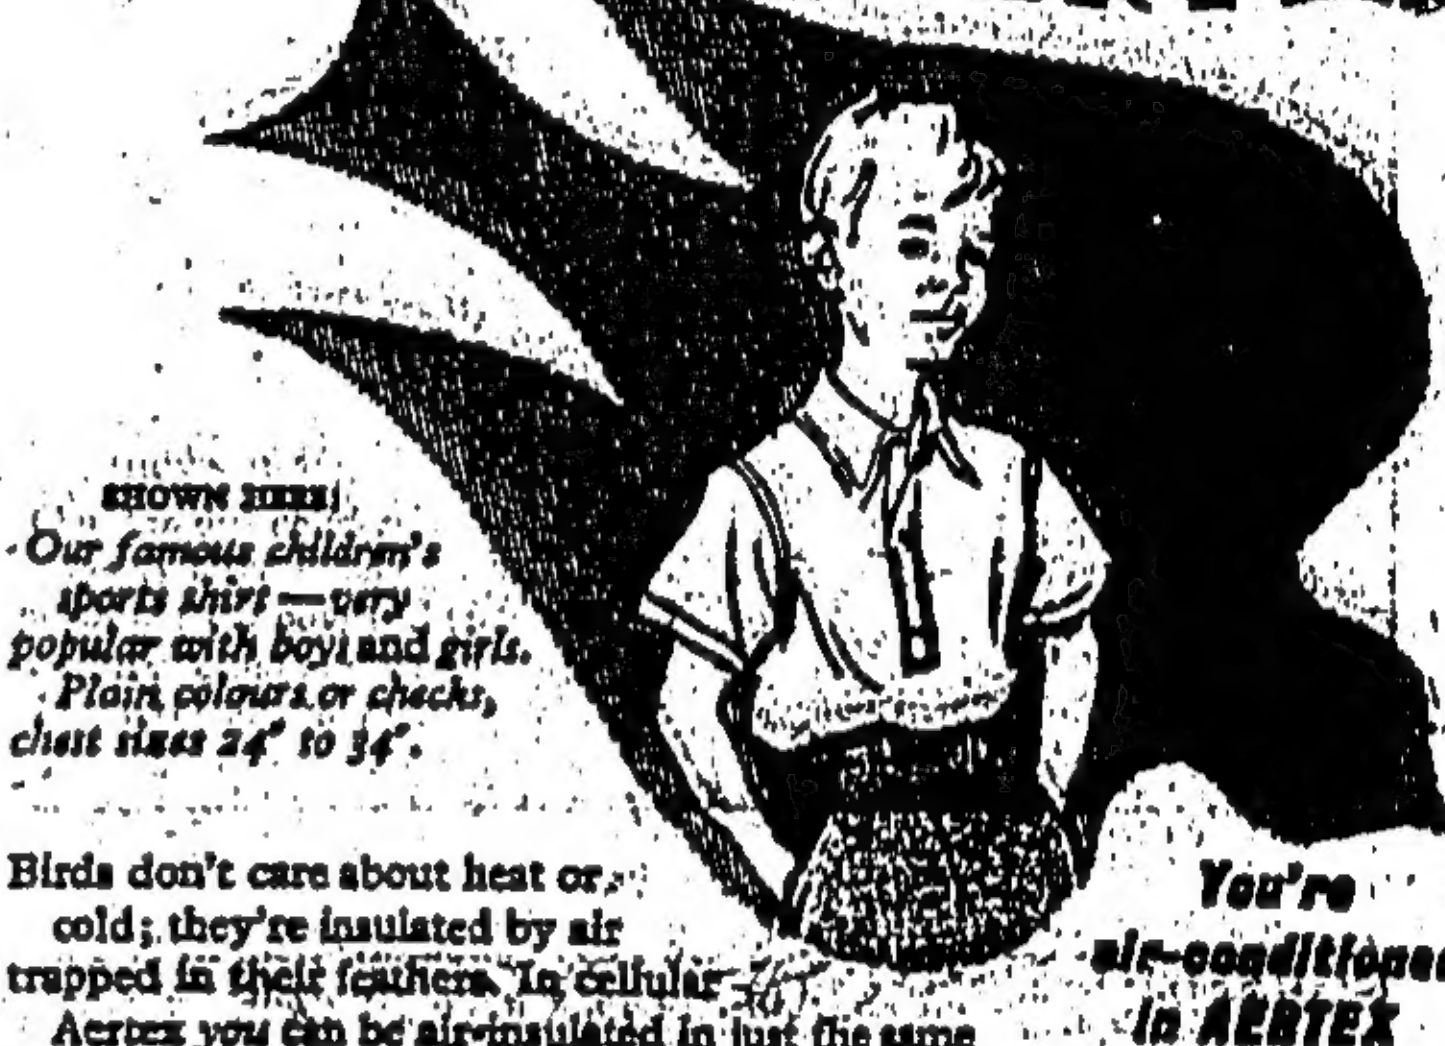 SHOWN HERE:
Our famous children's
sports shirt — very
popular with boys and girls.
Plain colours or checks,
chest sizes 24" to 34".
Birds don't care about heat or
cold; they're insulated by air
trapped in their feathers. In cellular
Aertex you can be air-insulated in just the same
You're
air-conditioned
in AERTEX